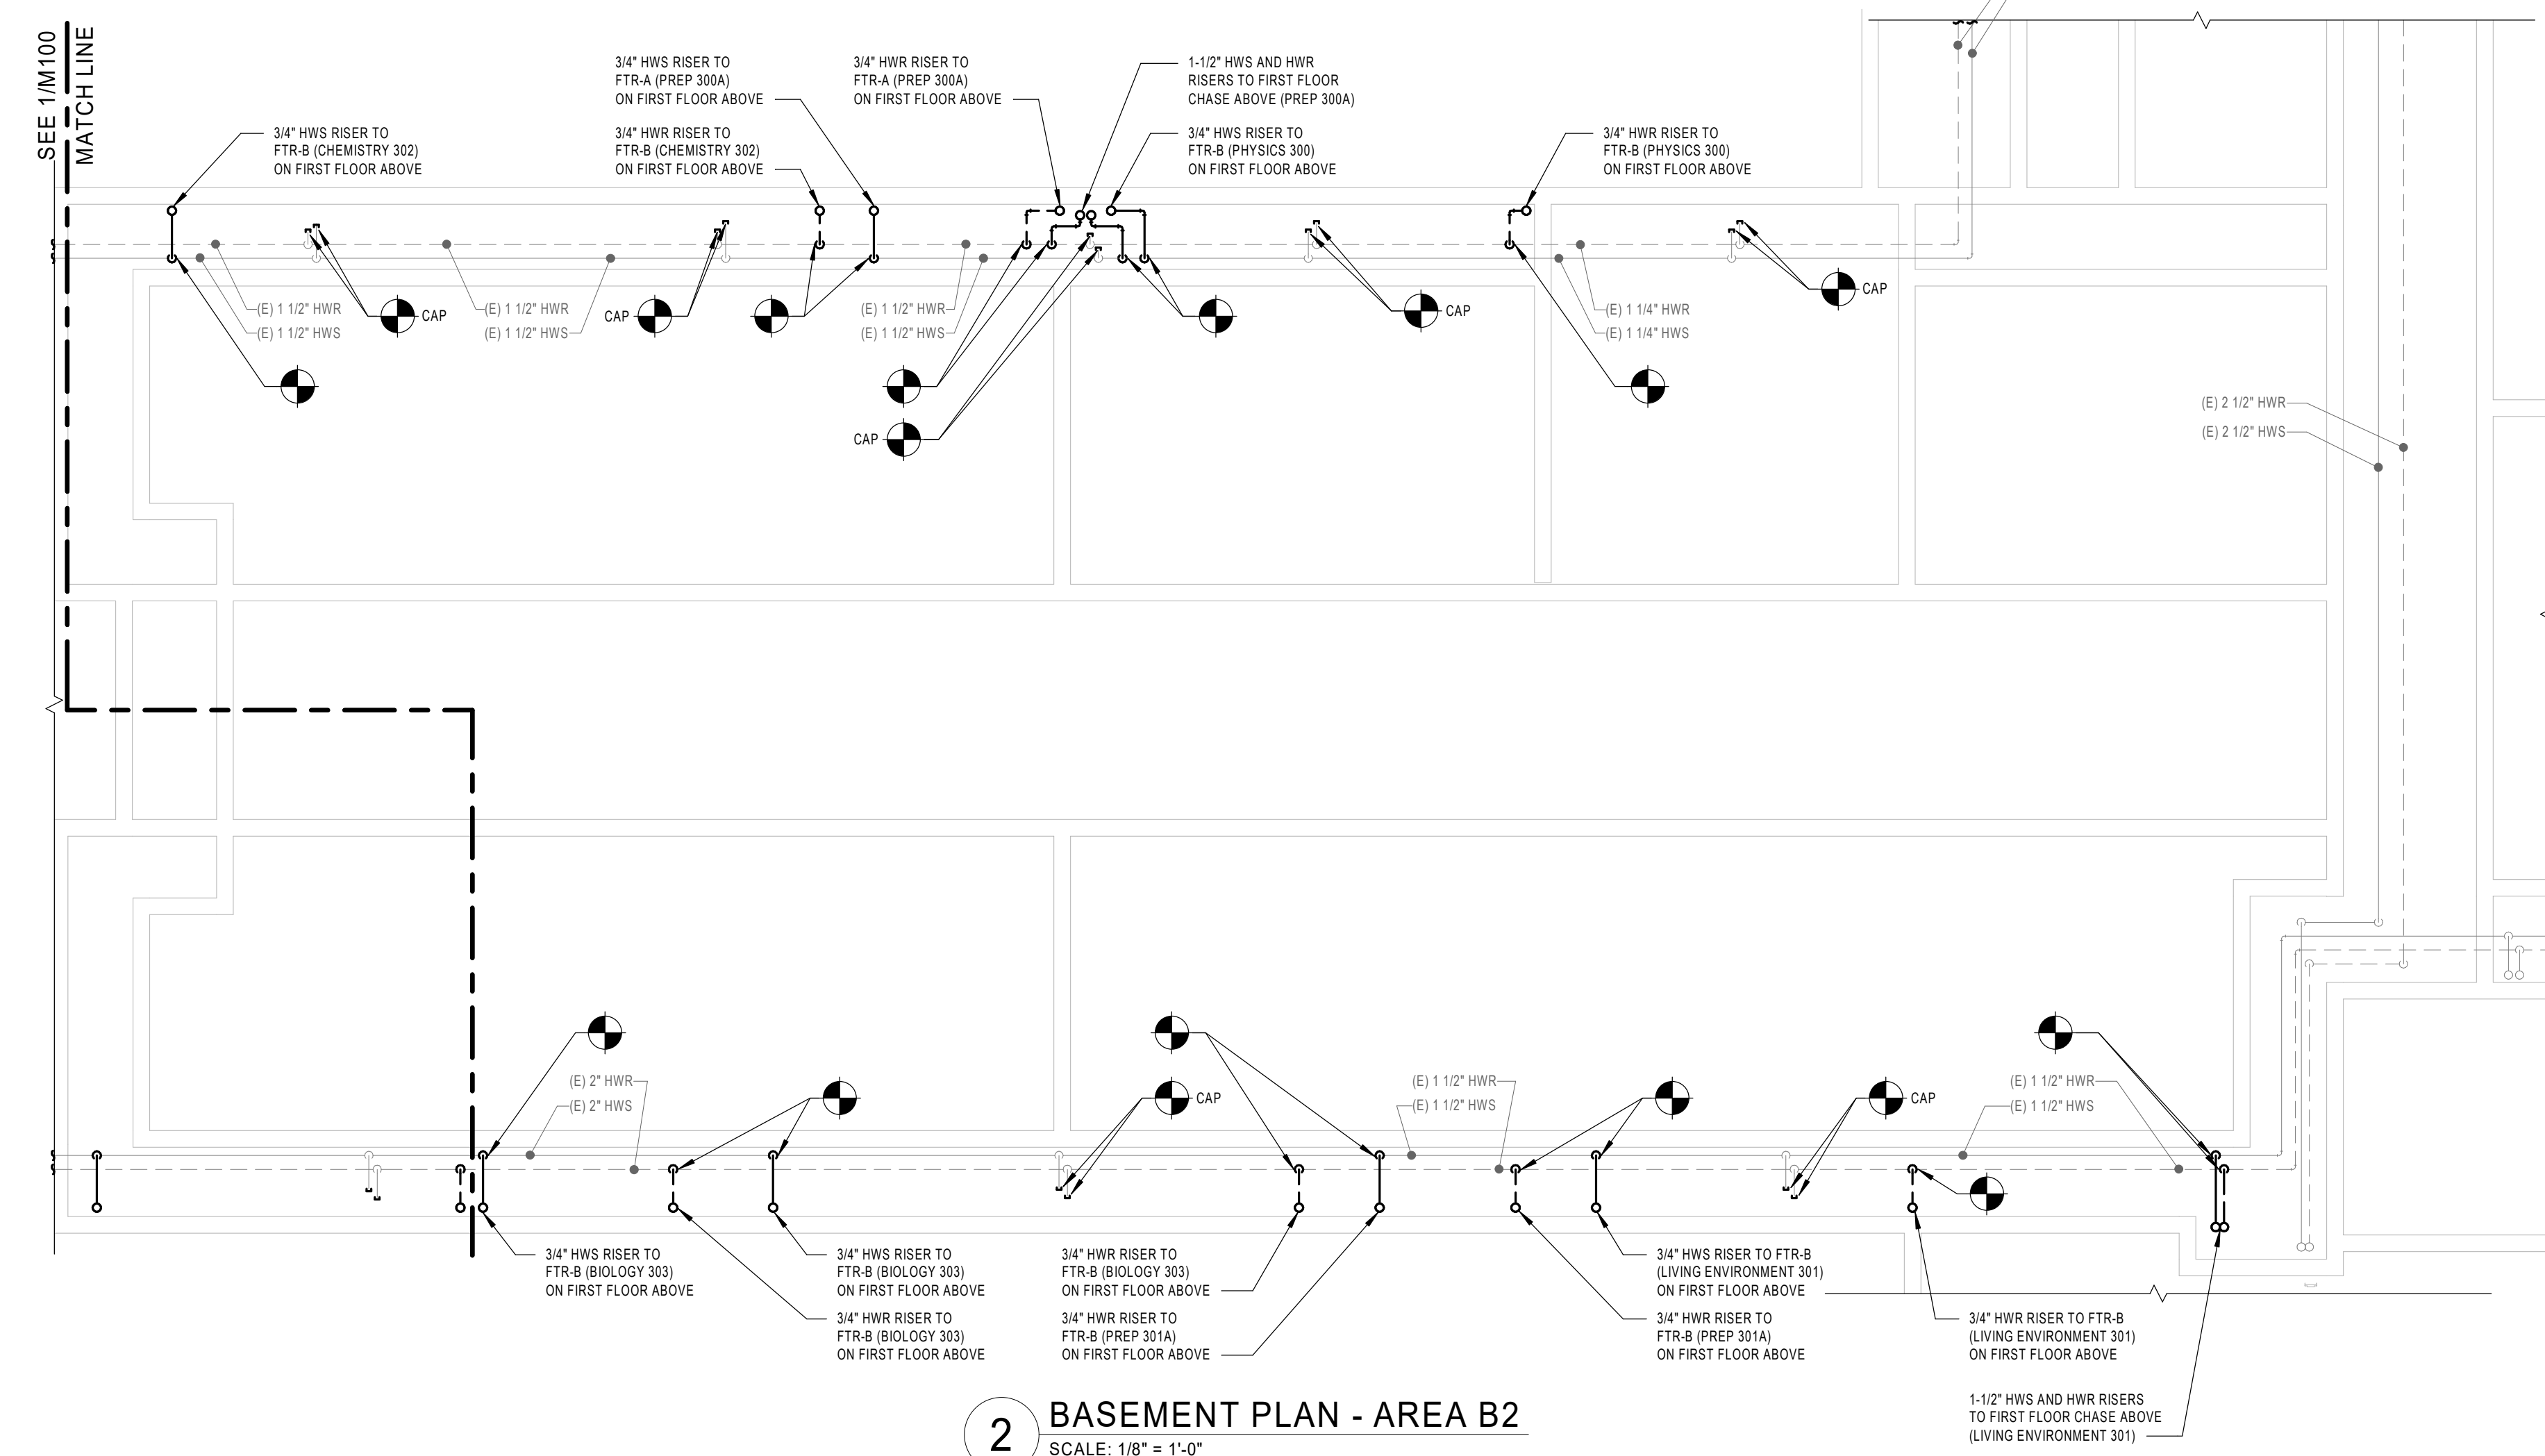 SEE 1/M100
MATCH LINE
3/4" HWS RISER TO
FTR-B (CHEMISTRY 302)
ON FIRST FLOOR ABOVE
3/4" HWS RISER TO
FTR-A (PREP 300A)
ON FIRST FLOOR ABOVE
3/4" HWR RISER TO
FTR-B (CHEMISTRY 302)
ON FIRST FLOOR ABOVE
3/4" HWR RISER TO
FTR-A (PREP 300A)
ON FIRST FLOOR ABOVE
1-1/2" HWS AND HWR
RISERS TO FIRST FLOOR
CHASE ABOVE (PREP 300A)
3/4" HWS RISER TO
FTR-B (PHYSICS 300)
ON FIRST FLOOR ABOVE
3/4" HWR RISER TO
FTR-B (PHYSICS 300)
ON FIRST FLOOR ABOVE
(E) 1 1/2" HWR
(E) 1 1/2" HWS
CAP
(E) 1 1/2" HWR
(E) 1 1/2" HWS
CAP
(E) 1 1/2" HWR
(E) 1 1/2" HWS
CAP
CAP
(E) 1 1/4" HWR
(E) 1 1/4" HWS
CAP
(E) 2 1/2" HWR
(E) 2 1/2" HWS
(E) 2" HWR
(E) 2" HWS
CAP
(E) 1 1/2" HWR
(E) 1 1/2" HWS
CAP
(E) 1 1/2" HWR
(E) 1 1/2" HWS
3/4" HWS RISER TO
FTR-B (BIOLOGY 303)
ON FIRST FLOOR ABOVE
3/4" HWS RISER TO
FTR-B (BIOLOGY 303)
ON FIRST FLOOR ABOVE
3/4" HWR RISER TO
FTR-B (BIOLOGY 303)
ON FIRST FLOOR ABOVE
3/4" HWR RISER TO
FTR-B (BIOLOGY 303)
ON FIRST FLOOR ABOVE
3/4" HWR RISER TO
FTR-B (PREP 301A)
ON FIRST FLOOR ABOVE
3/4" HWS RISER TO FTR-B
(LIVING ENVIRONMENT 301)
ON FIRST FLOOR ABOVE
3/4" HWR RISER TO
FTR-B (PREP 301A)
ON FIRST FLOOR ABOVE
3/4" HWR RISER TO FTR-B
(LIVING ENVIRONMENT 301)
ON FIRST FLOOR ABOVE
1-1/2" HWS AND HWR RISERS
TO FIRST FLOOR CHASE ABOVE
(LIVING ENVIRONMENT 301)
2
BASEMENT PLAN - AREA B2
SCALE: 1/8" = 1'-0"